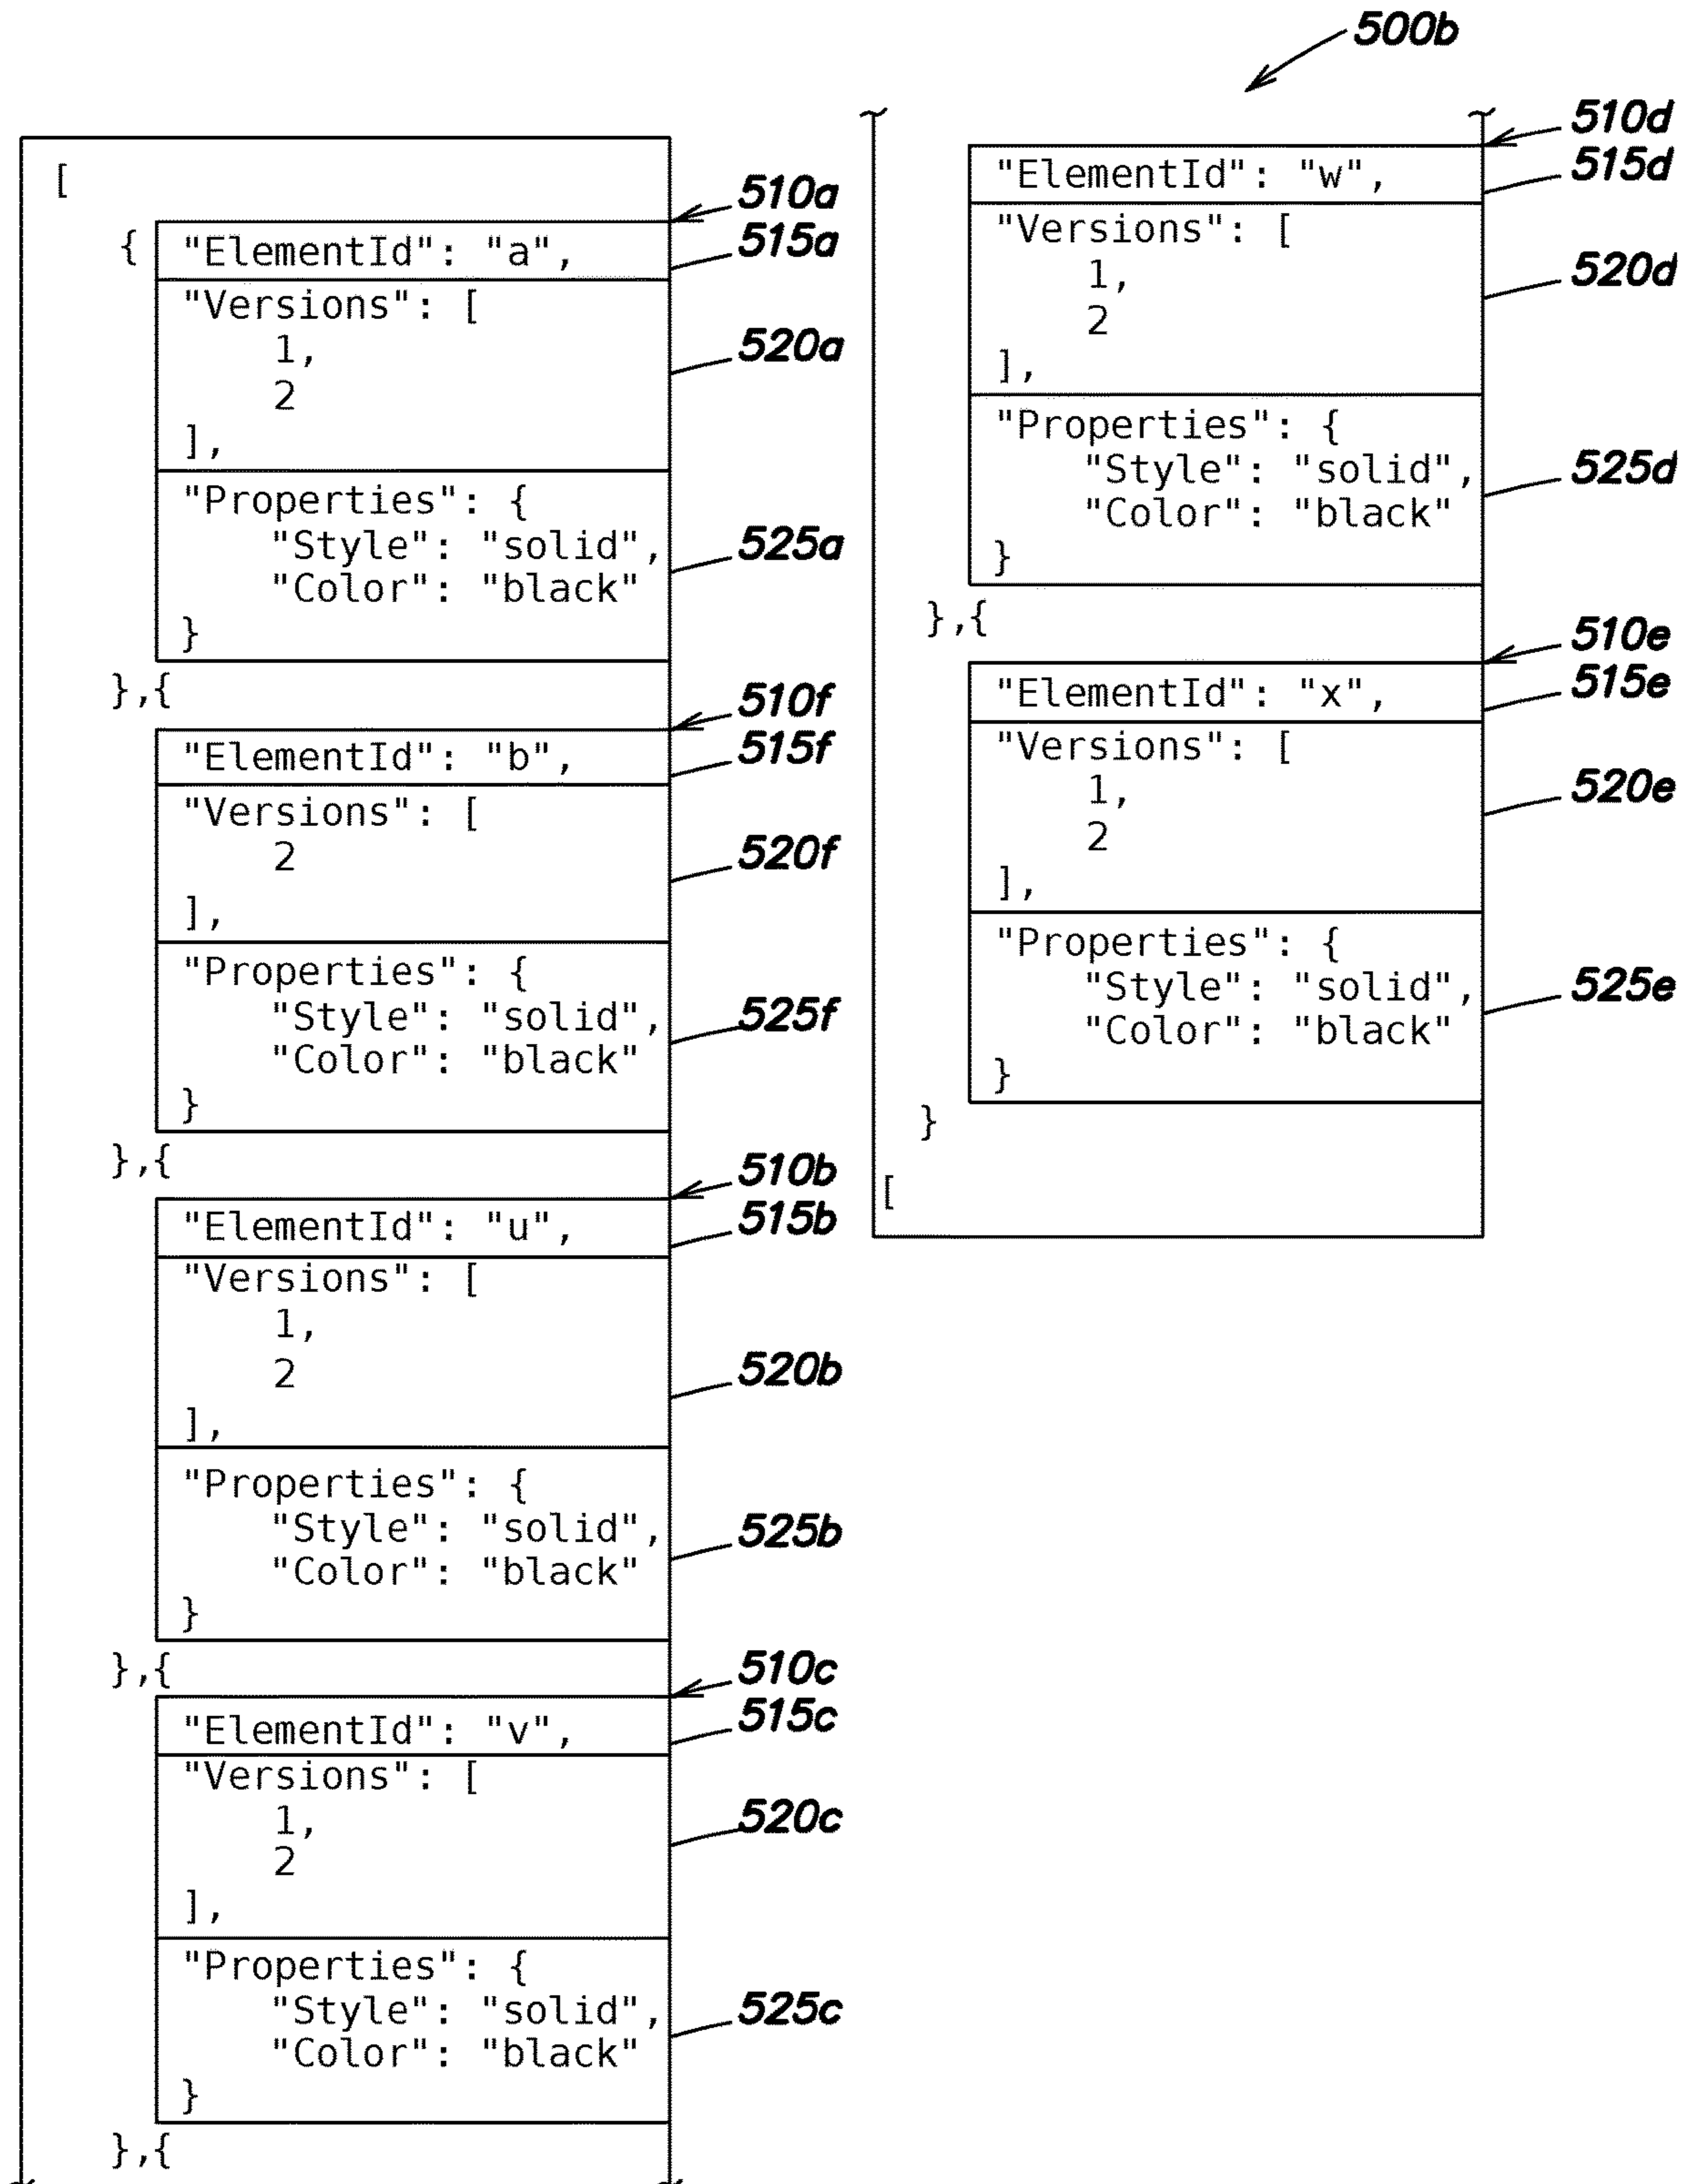 500b
[
510a
{ "ElementId": "a",
515a
"Versions": [
1,
520a
2
],
"Properties": {
"Style": "solid",
525a
"Color": "black"
}
},{
510f
"ElementId": "b",
515f
"Versions": [
2
520f
],
"Properties": {
"Style": "solid",
525f
"Color": "black"
}
},{
510b
"ElementId": "u",
515b
"Versions": [
1,
2
520b
],
"Properties": {
"Style": "solid",
525b
"Color": "black"
}
},{
510c
"ElementId": "v",
515c
"Versions": [
1,
520c
2
],
"Properties": {
"Style": "solid",
525c
"Color": "black"
}
},{
510d
"ElementId": "w",
515d
"Versions": [
1,
520d
2
],
"Properties": {
"Style": "solid",
525d
"Color": "black"
}
},{
510e
"ElementId": "x",
515e
"Versions": [
1,
520e
2
],
"Properties": {
"Style": "solid",
525e
"Color": "black"
}
}
[